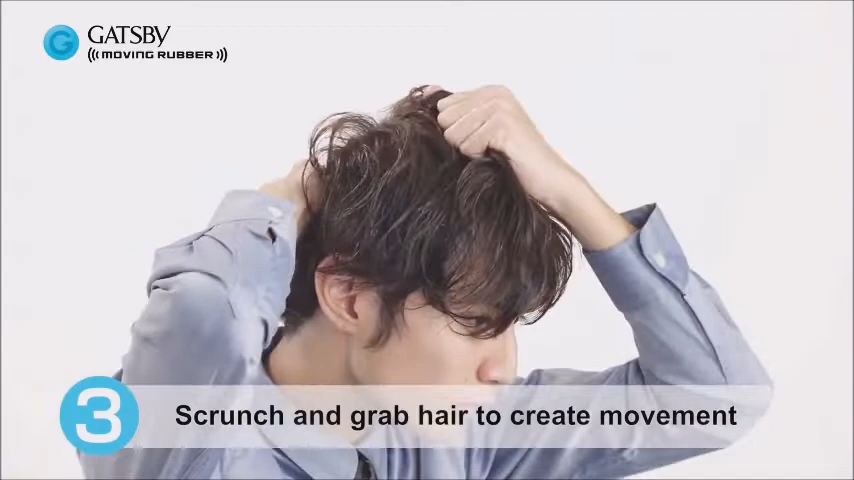 G GATSBY
MOVING RUBBER
3 Scrunch and grab hair to create movement